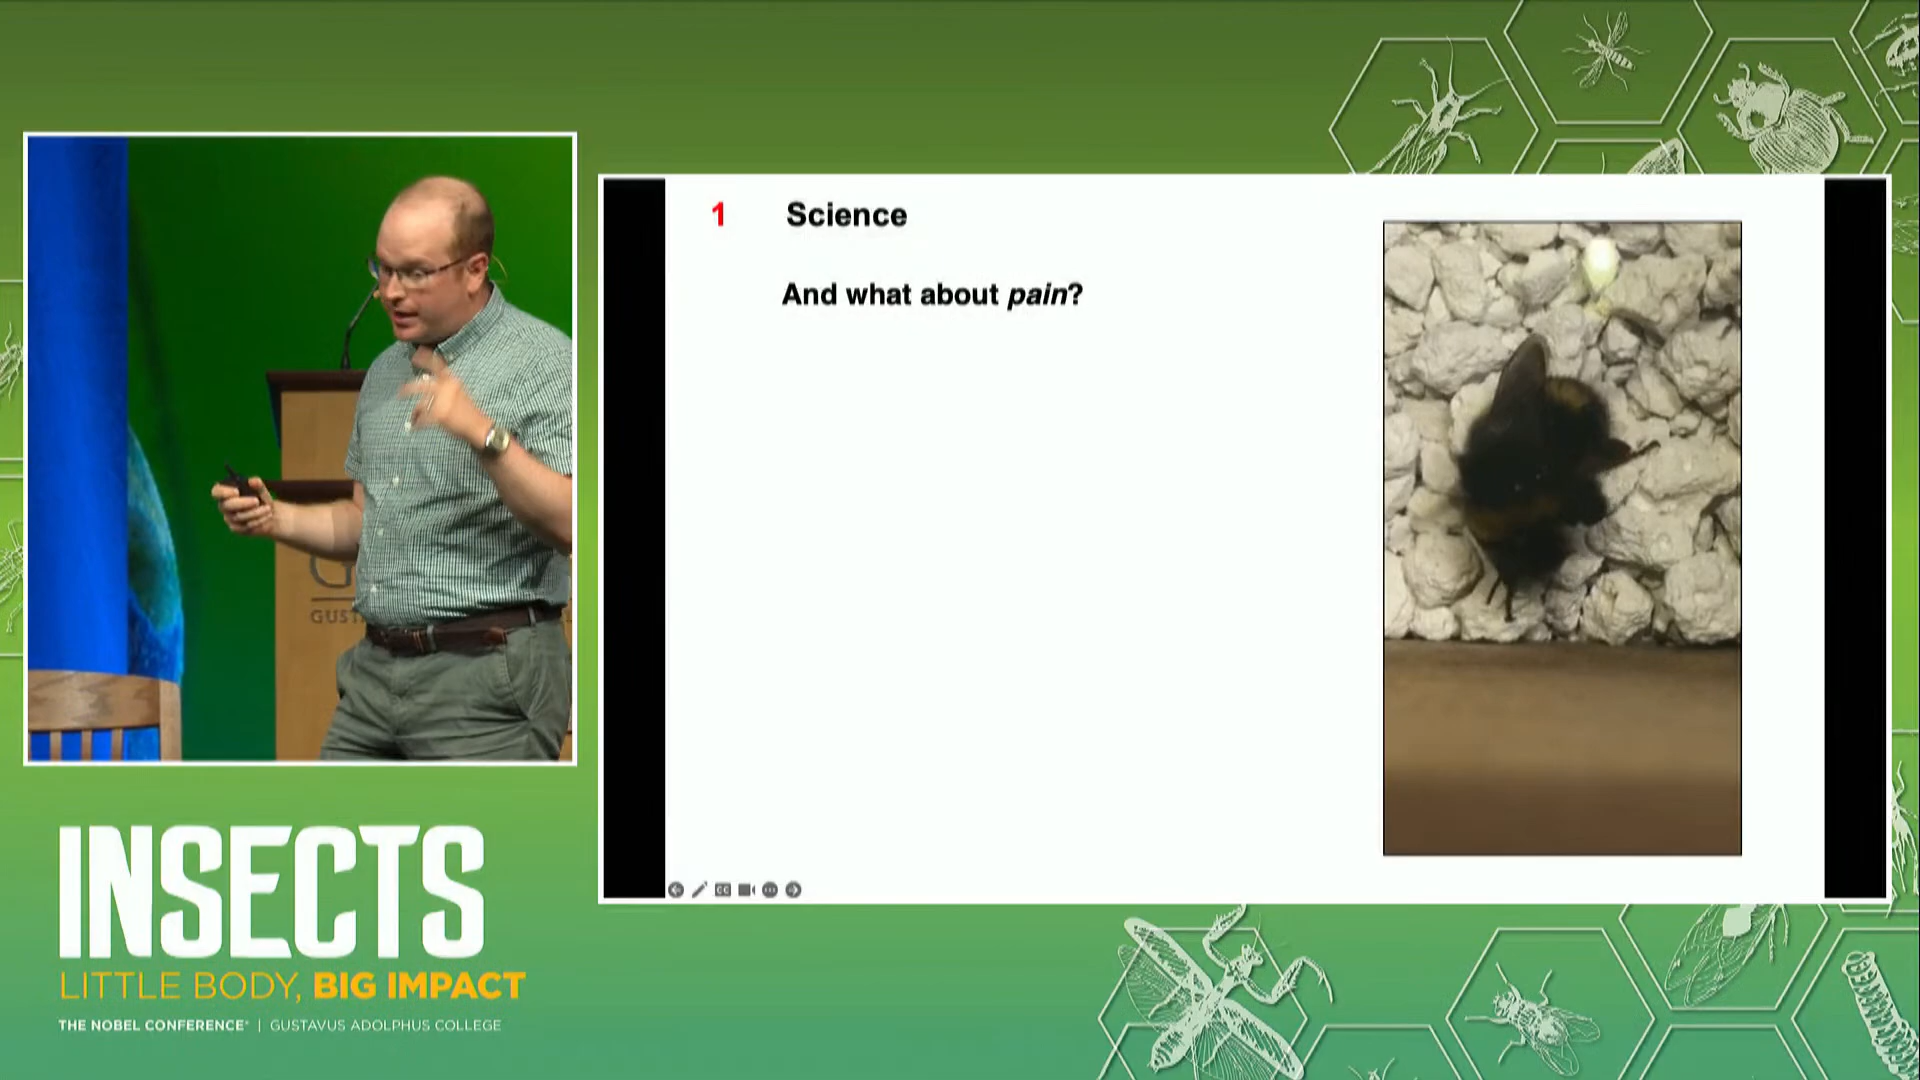 1 Science
And what about pain?
GUST
INSECTS
LITTLE BODY, BIG IMPACT
THE NOBEL CONFERENCE® | GUSTAVUS ADOLPHUS COLLEGE